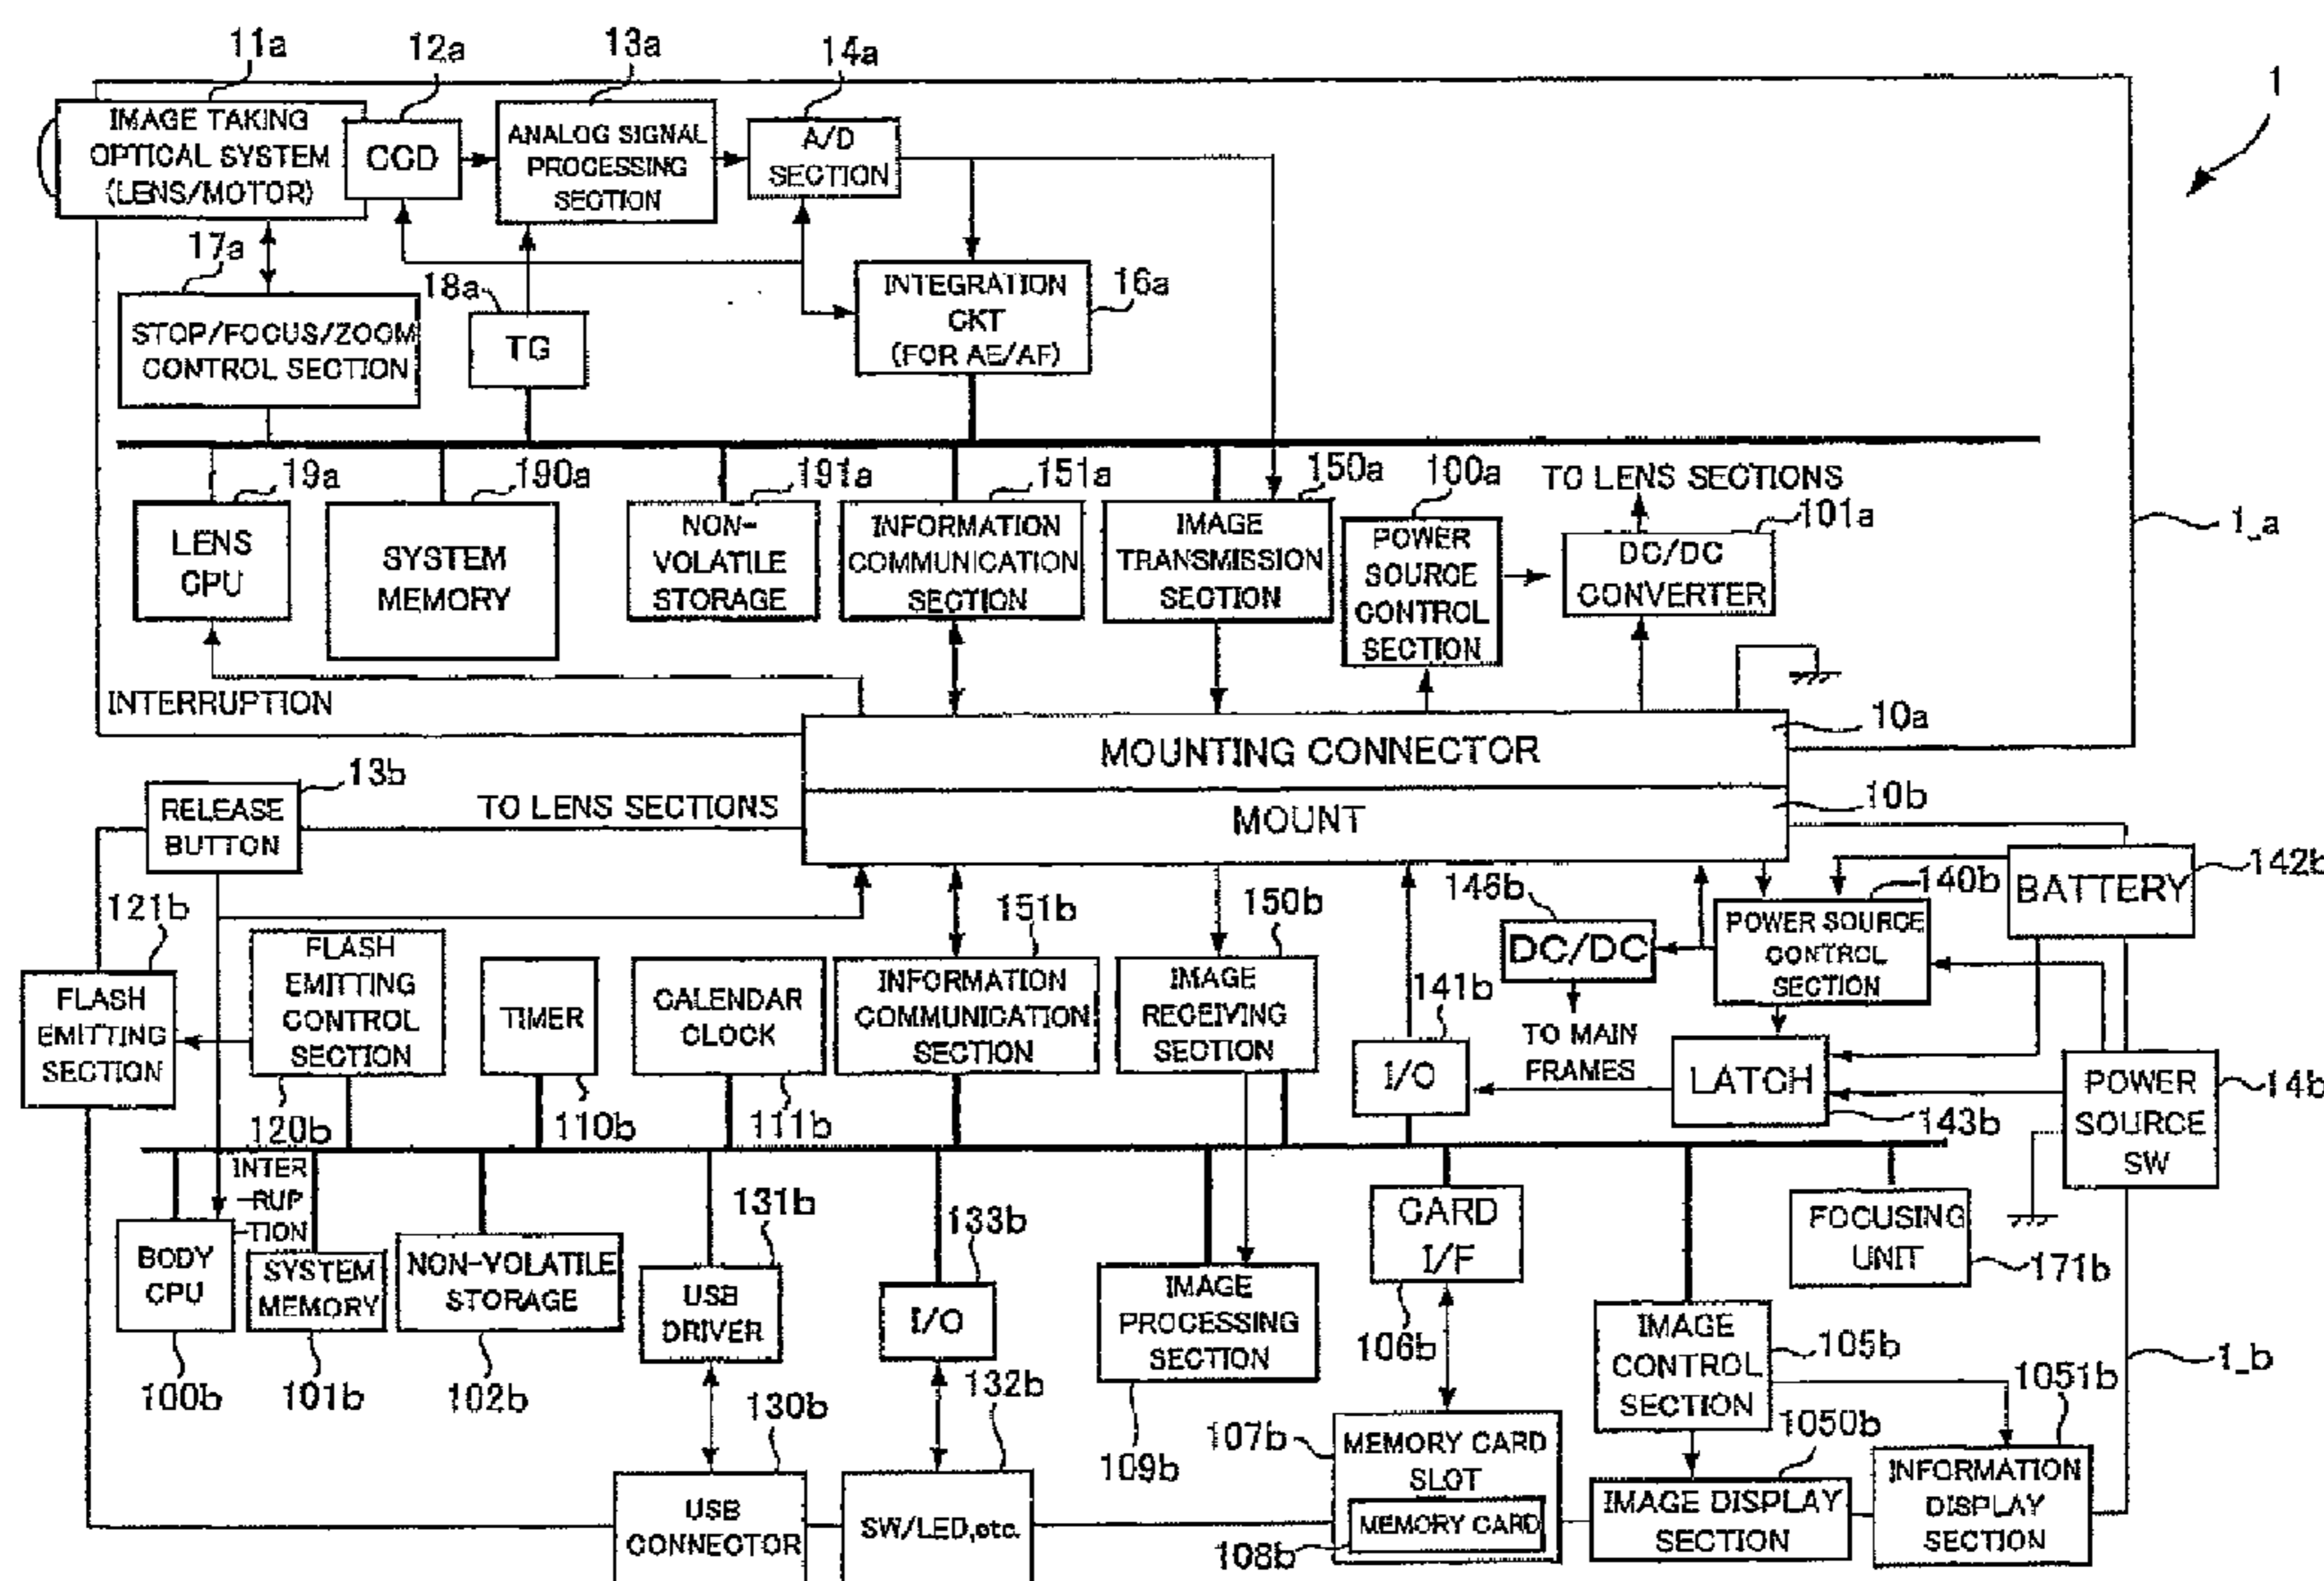 11a
12a
13a
14a
1
IMAGE TAKING
OPTICAL SYSTEM
(LENS/MOTOR)
CCD
ANALOG SIGNAL
PROCESSING
SECTION
A/D
SECTION
17a
18a
16a
STOP/FOCUS/ZOOM
CONTROL SECTION
TG
INTEGRATION
CKT
(FOR AE/AF)
19a
190a
191a
151a
150a
100a
TO LENS SECTIONS
101a
1_a
LENS
CPU
SYSTEM
MEMORY
NON-
VOLATILE
STORAGE
INFORMATION
COMMUNICATION
SECTION
IMAGE
TRANSMISSION
SECTION
POWER
SOURCE
CONTROL
SECTION
DC/DC
CONVERTER
INTERRUPTION
10a
MOUNTING CONNECTOR
13b
RELEASE
BUTTON
TO LENS SECTIONS
MOUNT
10b
121b
151b
150b
146b
140b
142b
BATTERY
FLASH
EMITTING
SECTION
FLASH
EMITTING
CONTROL
SECTION
TIMER
CALENDAR
CLOCK
INFORMATION
COMMUNICATION
SECTION
IMAGE
RECEIVING
SECTION
141b
I/O
DC/DC
POWER SOURCE
CONTROL
SECTION
TO MAIN
FRAMES
LATCH
POWER
SOURCE
SW
14b
120b
110b
111b
143b
INTER
-RUP
-TION
131b
133b
BODY
CPU
SYSTEM
MEMORY
NON-VOLATILE
STORAGE
USB
DRIVER
I/O
IMAGE
PROCESSING
SECTION
CARD
I/F
FOCUSING
UNIT
171b
100b
101b
102b
130b
132b
109b
106b
IMAGE
CONTROL
SECTION
105b
1_b
1051b
1050b
107b
USB
CONNECTOR
SW/LED,etc.
MEMORY CARD
SLOT
MEMORY CARD
108b
IMAGE DISPLAY
SECTION
INFORMATION
DISPLAY
SECTION